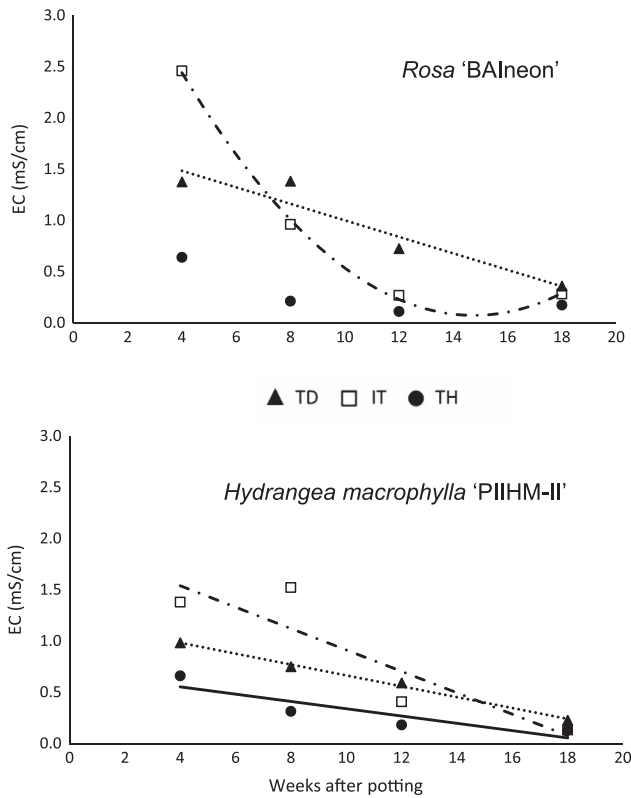 Rosa 'BAIneon'
3.0
2.5
2.0
1.5
1.0
0.5
0.0
EC (mS/cm)
0 2 4 6 8 10 12 14 16 18 20
TD IT TH
Hydrangea macrophylla 'PIIHM-II'
3.0
2.5
2.0
1.5
1.0
0.5
0.0
EC (mS/cm)
0 2 4 6 8 10 12 14 16 18 20
Weeks after potting